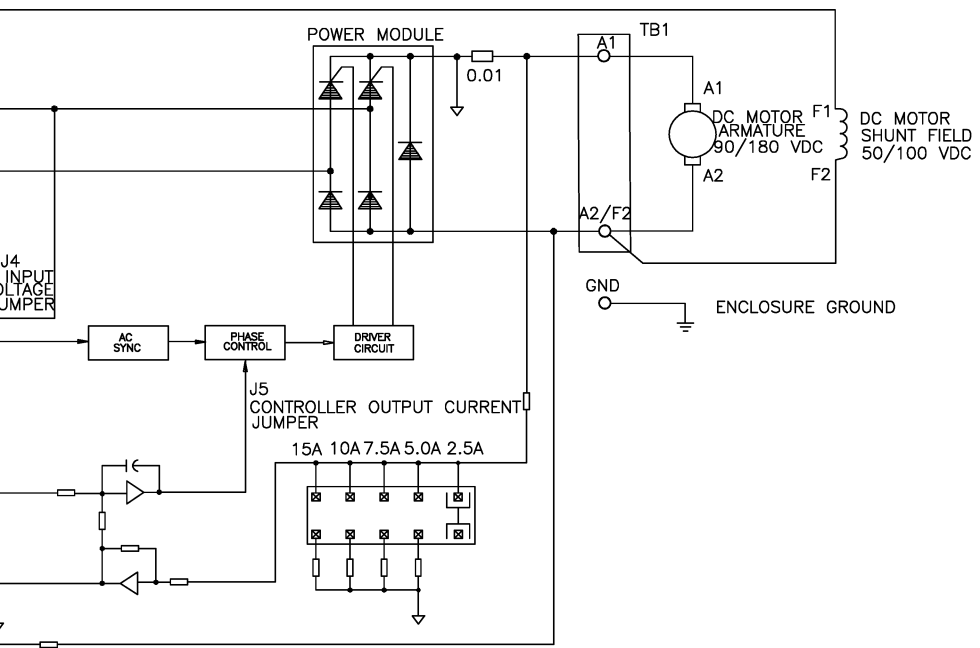 POWER MODULE
TB1
A1
0.01
A1
DC MOTOR
ARMATURE
90/180 VDC
F1
DC MOTOR
SHUNT FIELD
50/100 VDC
A2
F2
A2/F2
J4
INPUT
UMPER
GND
ENCLOSURE GROUND
AC
SYNC
PHASE
CONTROL
DRIVER
CIRCUIT
J5
CONTROLLER OUTPUT CURRENT
JUMPER
15A 10A 7.5A 5.0A 2.5A